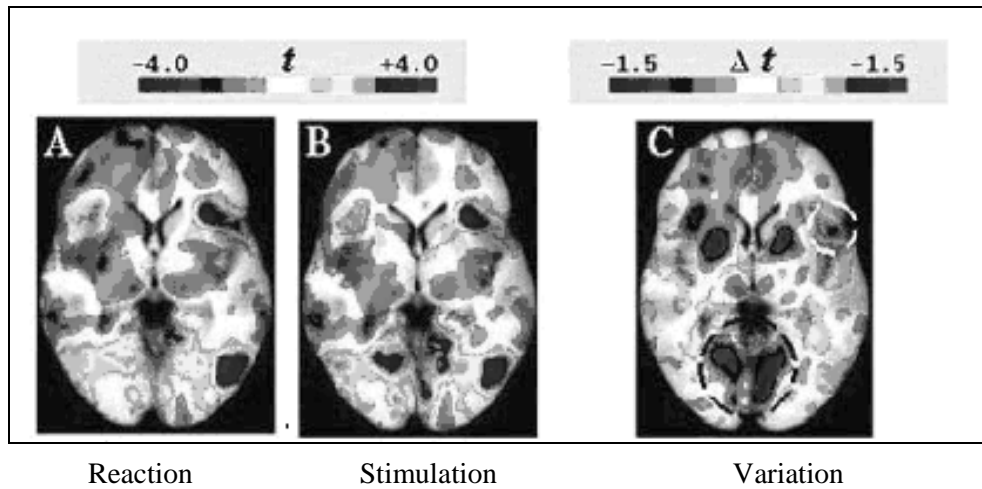 -4.0 t +4.0
-1.5 Δ t -1.5
A B C
Reaction Stimulation Variation